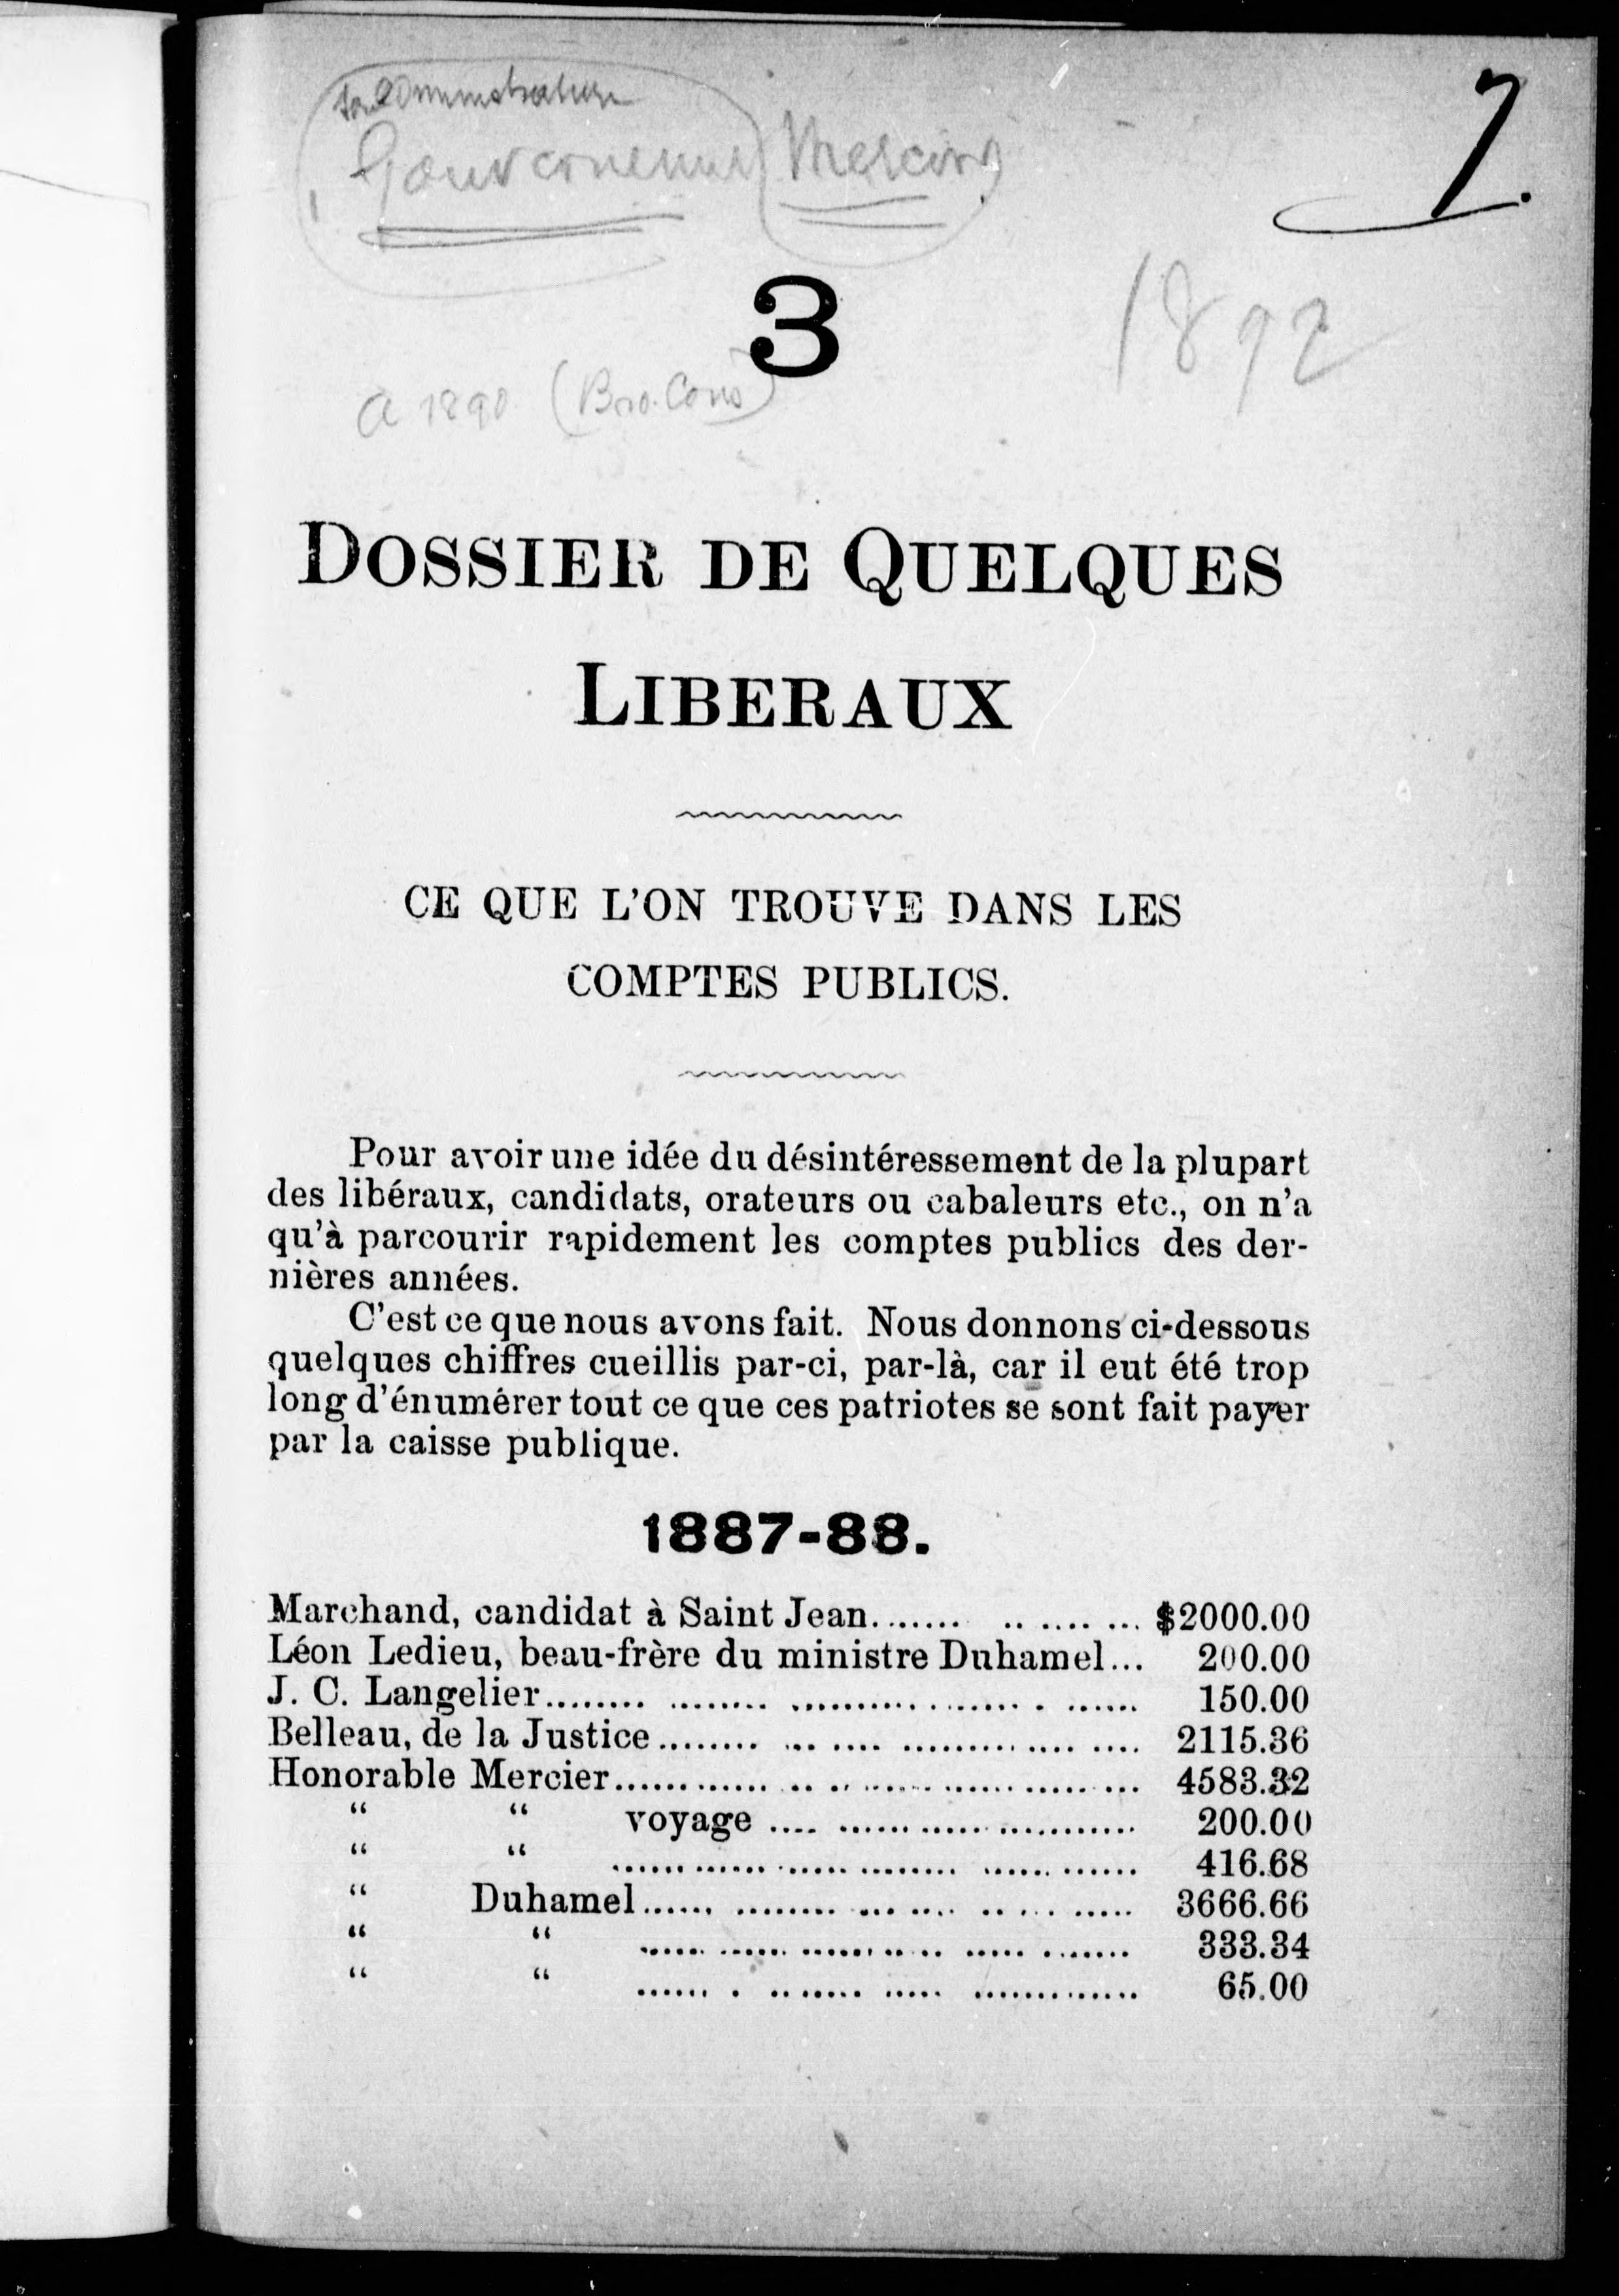 Mercier
7.
3
1892
a 1890 (Bro. Cons)
DOSSIER DE QUELQUES
LIBERAUX
CE QUE L'ON TROUVE DANS LES
COMPTES PUBLICS.
Pour avoir une idée du désintéressement de la plupart
des libéraux, candidats, orateurs ou cabaleurs etc., on n'a
qu'à parcourir rapidement les comptes publics des der-
nières années.
C'est ce que nous avons fait. Nous donnons ci-dessous
quelques chiffres cueillis par-ci, par-là, car il eut été trop
long d'énumérer tout ce que ces patriotes se sont fait payer
par la caisse publique.
1887-88.
Marchand, candidat à Saint Jean........ .. .... ... $2000.00
Léon Ledieu, beau-frère du ministre Duhamel... 200.00
J. C. Langelier........ ........ .......... ....... . ...... 150.00
Belleau, de la Justice........ ... .... ......... .... .... 2115.36
Honorable Mercier............. .. .. ...... ............ ... 4583.32
“ “ voyage .... ...... ..... ........... 200.00
“ “ ...... ...... ...... ........ ...... ...... 416.68
“ Duhamel...... ........ ... .... .. .. . ..... 3666.66
“ “ ...... ...... ....... .. .. ..... . ...... 333.34
“ “ ...... . .. ...... ..... ............ 65.00